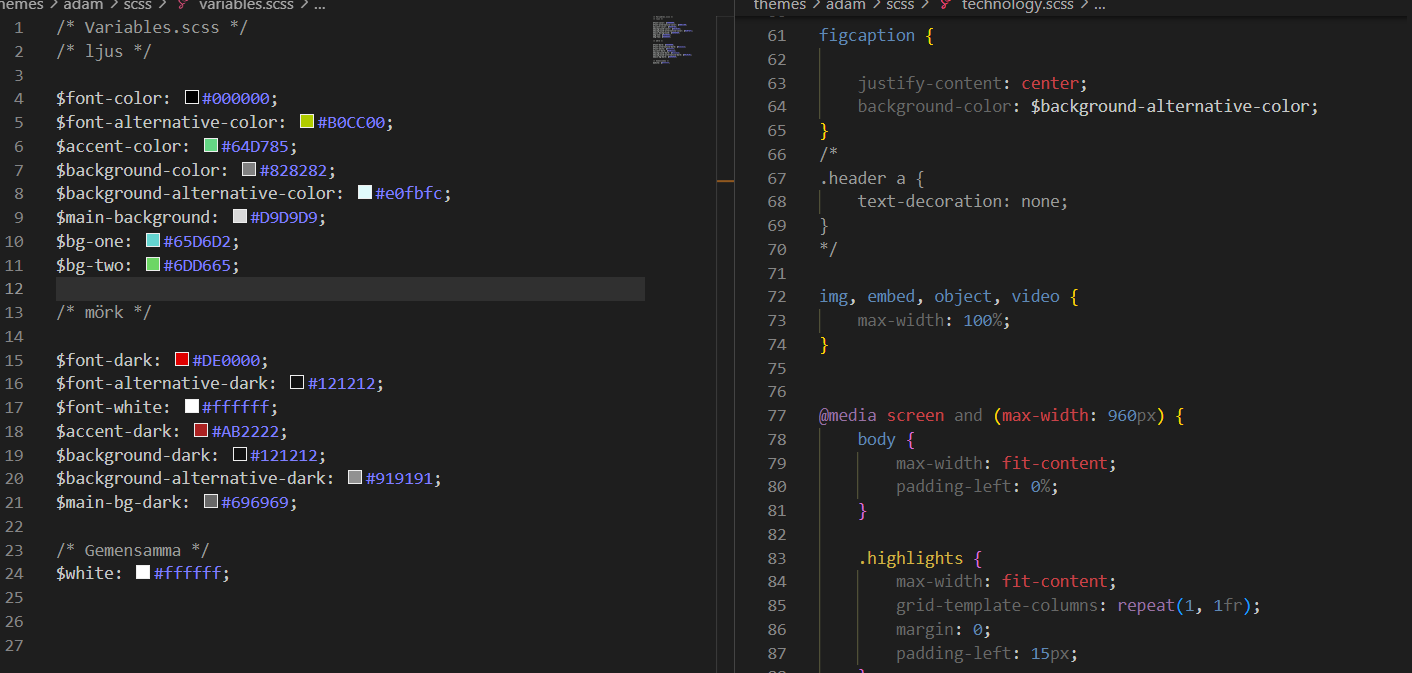 hemes > adam > scss > variables.scss > ...
1 /* Variables.scss */
2 /* ljus */
3
4 $font-color: #000000;
5 $font-alternative-color: #B0CC00;
6 $accent-color: #64D785;
7 $background-color: #828282;
8 $background-alternative-color: #e0fbfc;
9 $main-background: #D9D9D9;
10 $bg-one: #65D6D2;
11 $bg-two: #6DD665;
12
13 /* mörk */
14
15 $font-dark: #DE0000;
16 $font-alternative-dark: #121212;
17 $font-white: #ffffff;
18 $accent-dark: #AB2222;
19 $background-dark: #121212;
20 $background-alternative-dark: #919191;
21 $main-bg-dark: #696969;
22
23 /* Gemensamma */
24 $white: #ffffff;
25
26
27
themes > adam > scss > technology.scss > ...
61 figcaption {
62
63 justify-content: center;
64 background-color: $background-alternative-color;
65 }
66 /*
67 .header a {
68 text-decoration: none;
69 }
70 */
71
72 img, embed, object, video {
73 max-width: 100%;
74 }
75
76
77 @media screen and (max-width: 960px) {
78 body {
79 max-width: fit-content;
80 padding-left: 0%;
81 }
82
83 .highlights {
84 max-width: fit-content;
85 grid-template-columns: repeat(1, 1fr);
86 margin: 0;
87 padding-left: 15px;